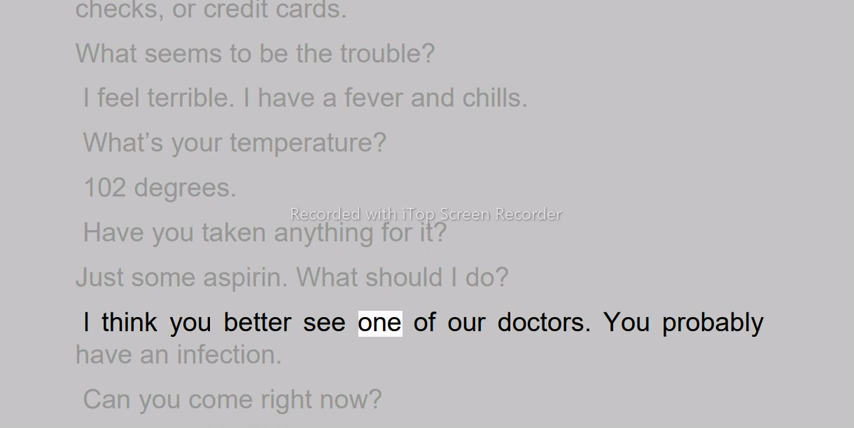 checks, or credit cards.
What seems to be the trouble?
I feel terrible. I have a fever and chills.
What’s your temperature?
102 degrees.
Recorded with iTop Screen Recorder
Have you taken anything for it?
Just some aspirin. What should I do?
I think you better see one of our doctors. You probably
have an infection.
Can you come right now?